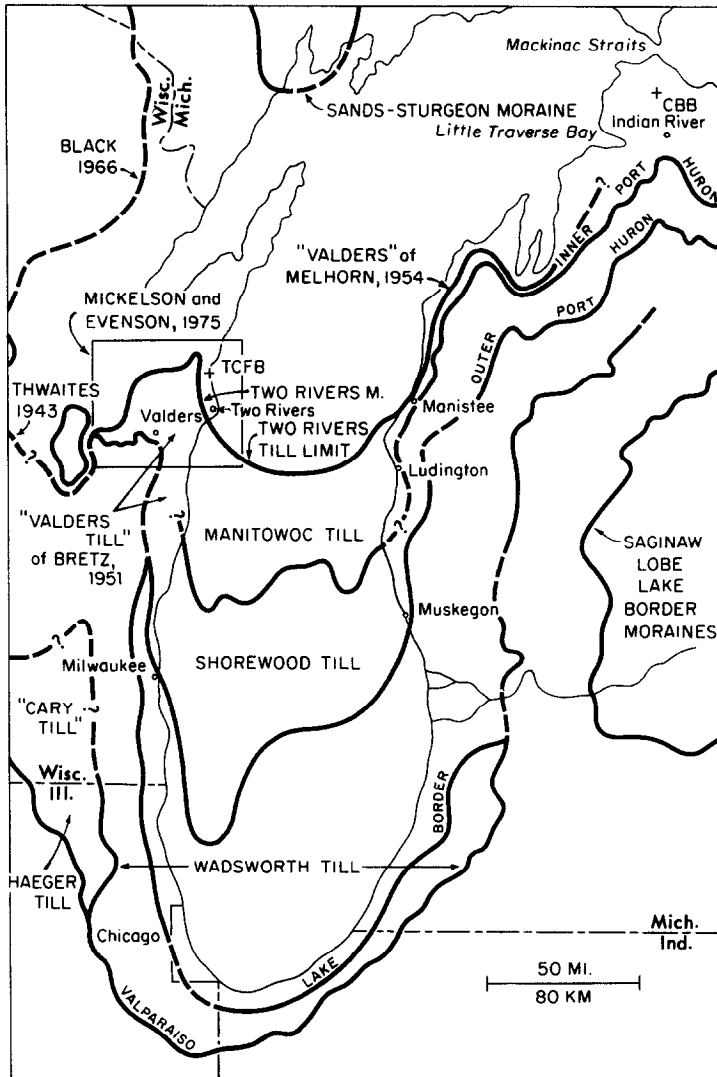 Mackinac Straits
+ CBB
Indian River
SANDS-STURGEON MORAINE
Little Traverse Bay
Wisc.
Mich.
BLACK
1966
?
INNER PORT HURON
OUTER PORT HURON
"VALDERS" of
MELHORN, 1954
MICKELSON and
EVENSON, 1975
+ TCFB
THWAITES
1943
?
TWO RIVERS M.
Two Rivers
Valders
TWO RIVERS
TILL LIMIT
Manistee
Ludington
"VALDERS
TILL"
of BRETZ,
1951
?
MANITOWOC TILL
?
SAGINAW
LOBE
LAKE
BORDER
MORAINES
Muskegon
?
Milwaukee
SHOREWOOD TILL
"CARY
TILL"
?
Wisc.
Ill.
BORDER
WADSWORTH TILL
HAEGER
TILL
Chicago
Mich.
Ind.
LAKE
VALPARAISO
50 MI.
80 KM